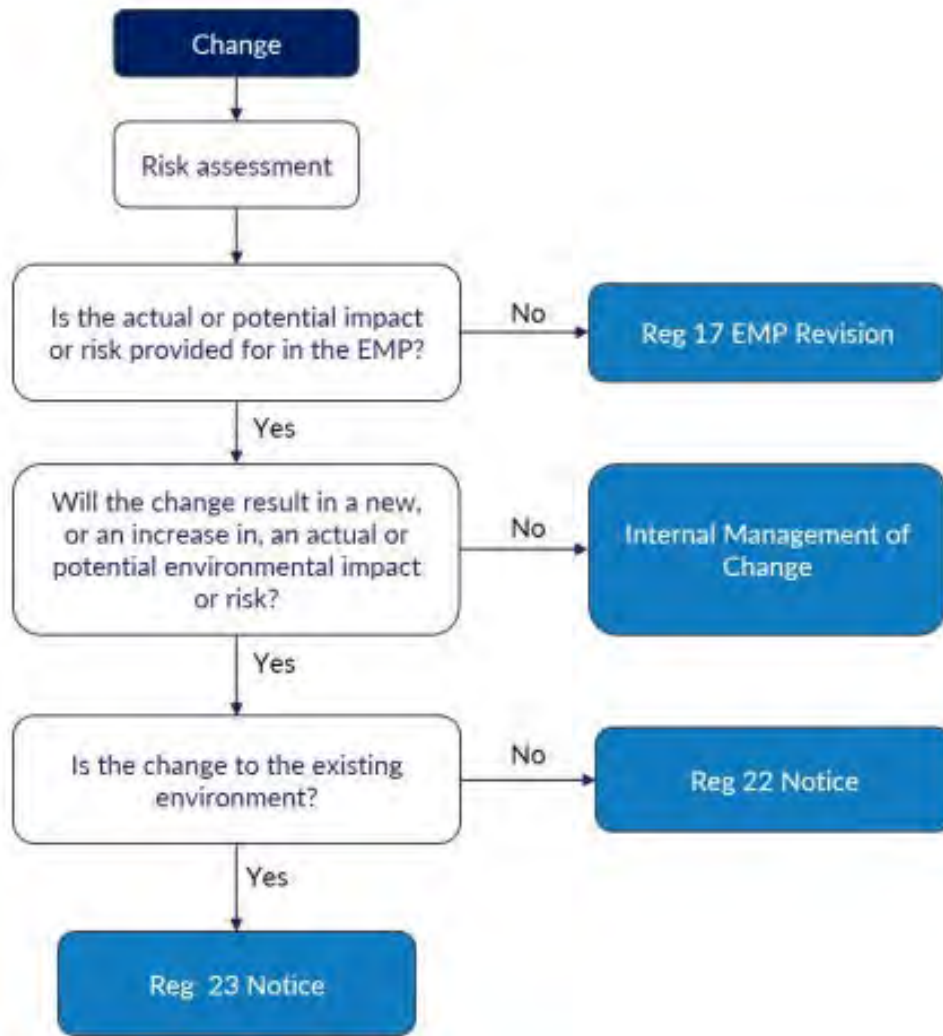 Change
Risk assessment
Is the actual or potential impact
or risk provided for in the EMP?
No
Reg 17 EMP Revision
Yes
Will the change result in a new,
or an increase in, an actual or
potential environmental impact
or risk?
No
Internal Management of
Change
Yes
Is the change to the existing
environment?
No
Reg 22 Notice
Yes
Reg 23 Notice